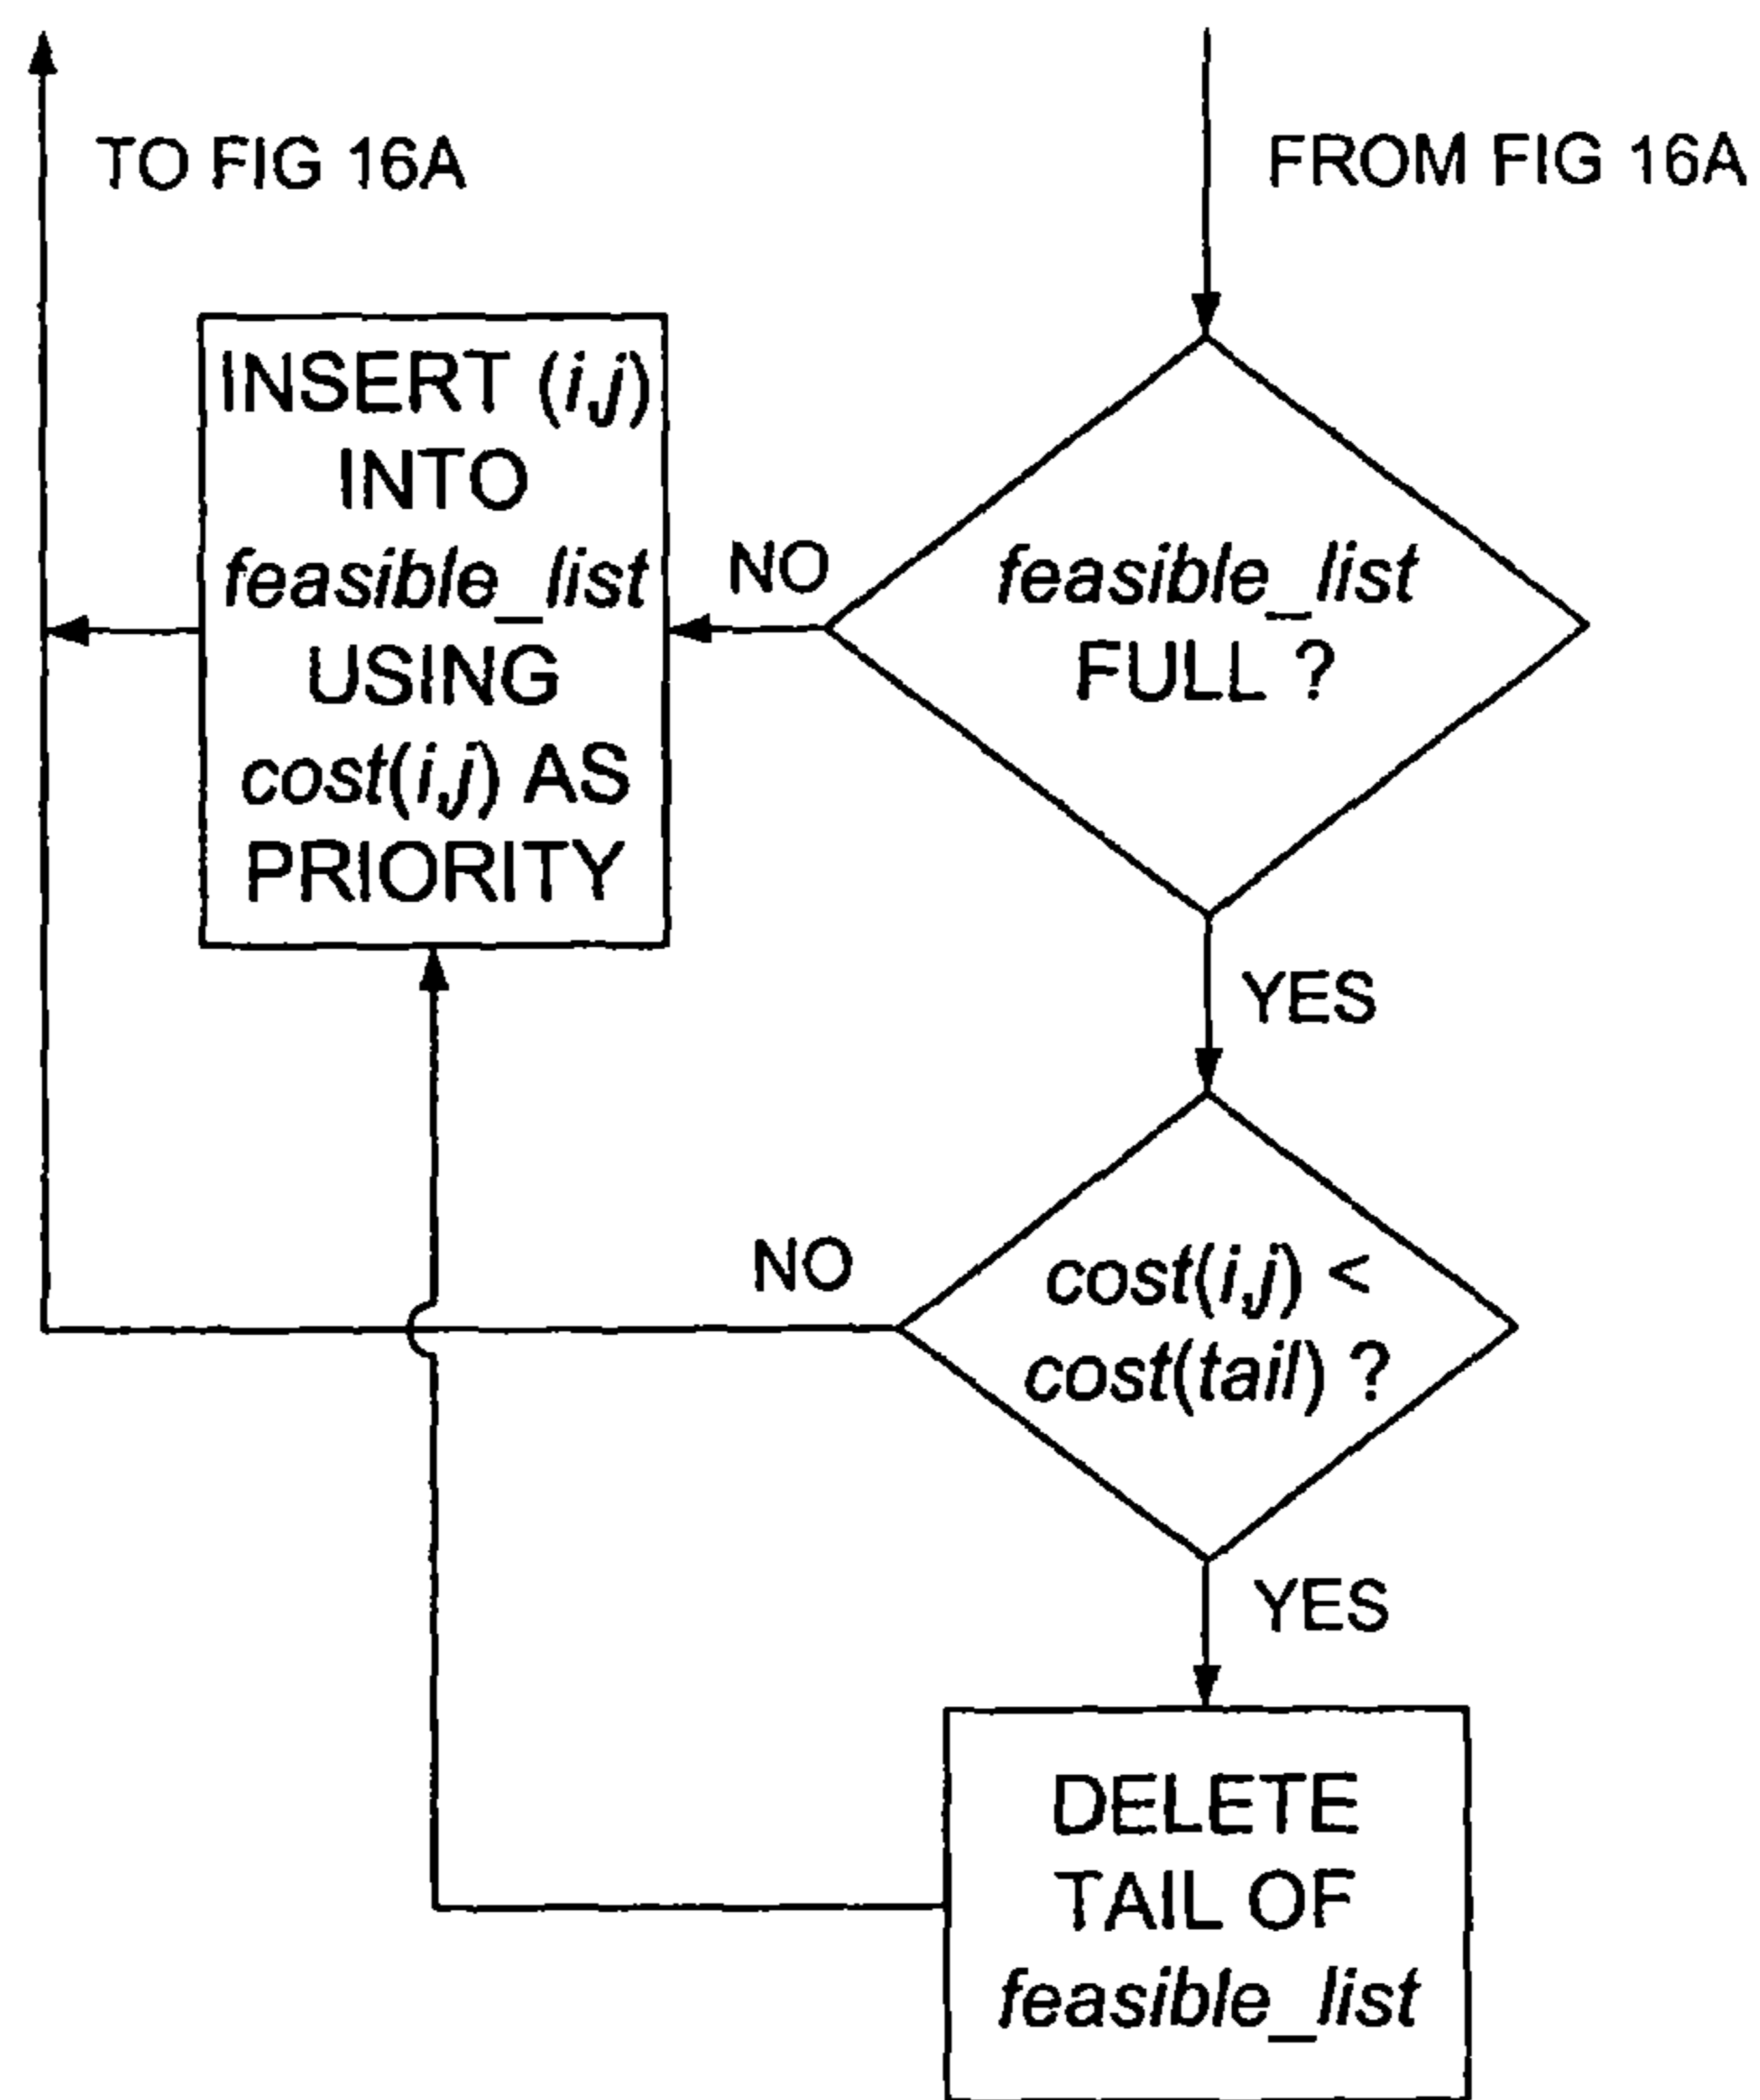 TO FIG 16A
FROM FIG 16A
INSERT (i,j)
INTO
feasible_list
USING
cost(i,j) AS
PRIORITY
NO
feasible_list
FULL ?
YES
NO
cost(i,j) <
cost(tail) ?
YES
DELETE
TAIL OF
feasible_list